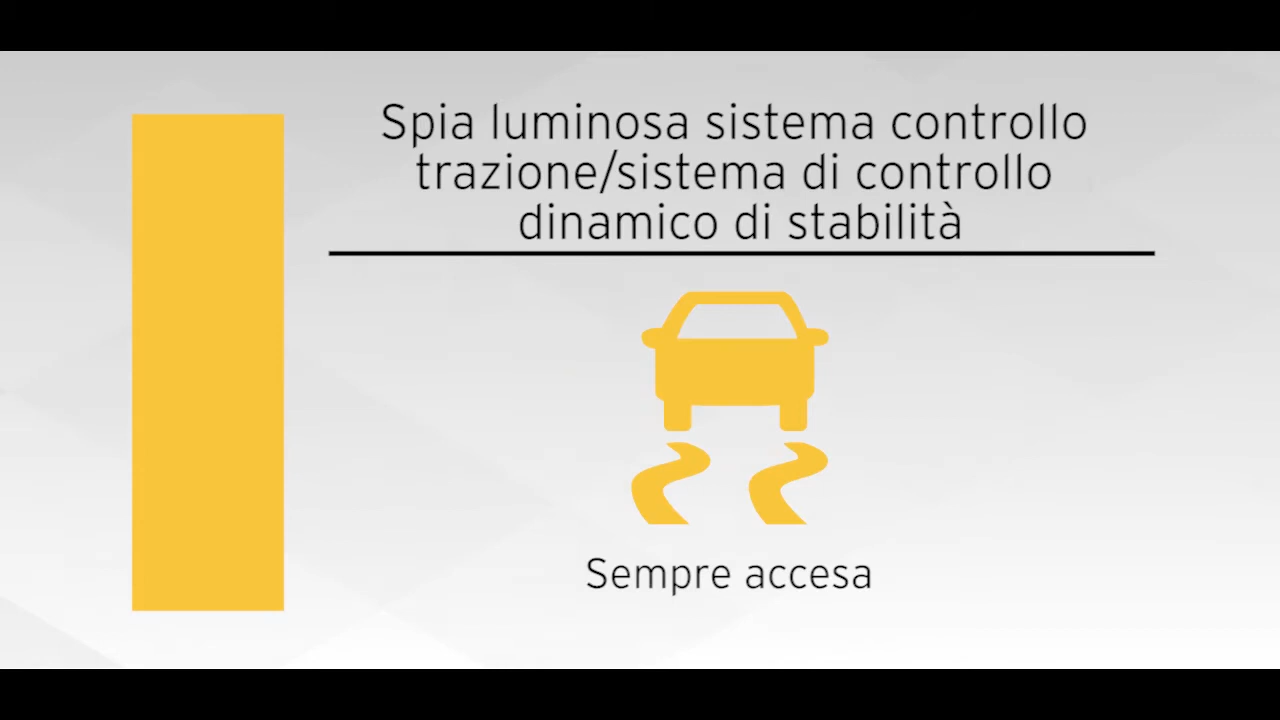 Spia luminosa sistema controllo
trazione/sistema di controllo
dinamico di stabilità
Sempre accesa